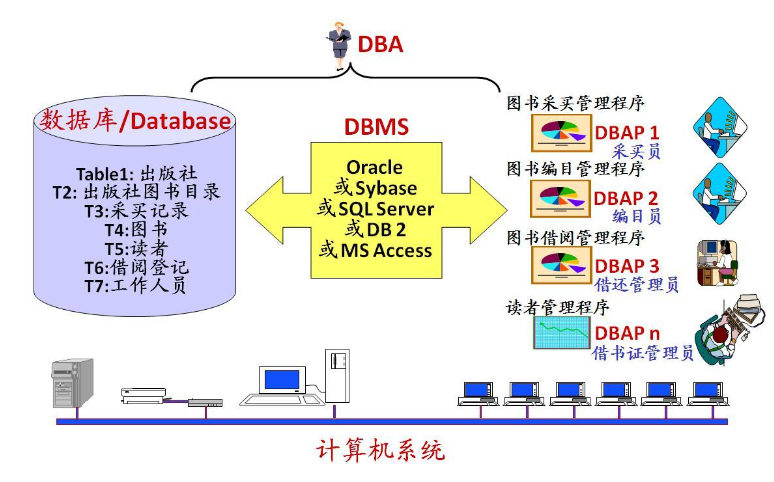 DBA
数据库/Database
Table1: 出版社
T2: 出版社图书目录
T3:采买记录
T4:图书
T5:读者
T6:借阅登记
T7:工作人员
DBMS
Oracle
或Sybase
或SQL Server
或DB 2
或MS Access
图书采买管理程序
DBAP 1
采买员
图书编目管理程序
DBAP 2
编目员
图书借阅管理程序
DBAP 3
借还管理员
读者管理程序
DBAP n
借书证管理员
计算机系统